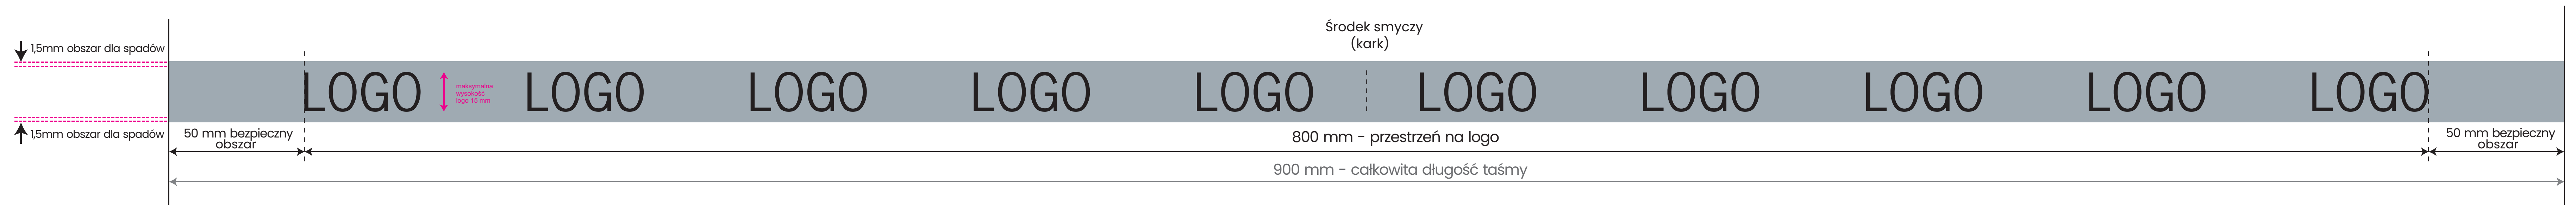 Środek smyczy
(kark)
1,5mm obszar dla spadów
LOGO
maksymalna
wysokość
logo 15 mm
LOGO
LOGO
LOGO
LOGO
LOGO
LOGO
LOGO
LOGO
LOGO
1,5mm obszar dla spadów
50 mm bezpieczny
obszar
800 mm - przestrzeń na logo
50 mm bezpieczny
obszar
900 mm - całkowita długość taśmy